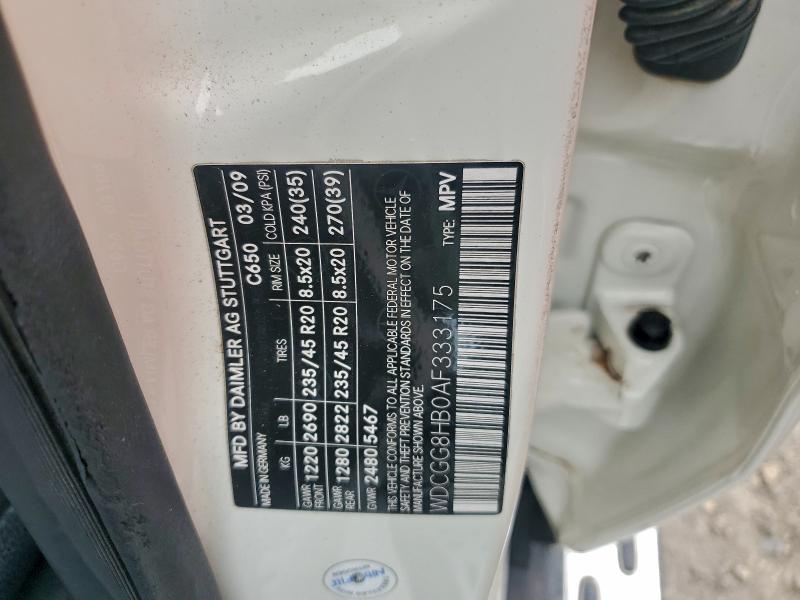 MFD BY DAIMLER AG STUTTGART
MADE IN GERMANY C650 03/09
KG LB TIRES RIM SIZE COLD KPA (PSI)
GAWR FRONT 1220 2690 235/45 R20 8.5x20 240(35)
GAWR REAR 1280 2822 235/45 R20 8.5x20 270(39)
GVWR 2480 5467
THIS VEHICLE CONFORMS TO ALL APPLICABLE FEDERAL MOTOR VEHICLE
SAFETY AND THEFT PREVENTION STANDARDS IN EFFECT ON THE DATE OF
MANUFACTURE SHOWN ABOVE.
WDCGG8HB0AF333175 TYPE: MPV